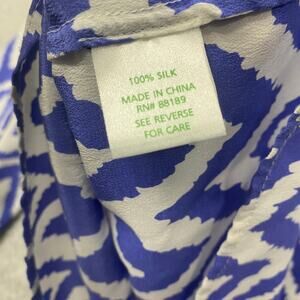 100% SILK
MADE IN CHINA
RN# 88189
SEE REVERSE
FOR CARE